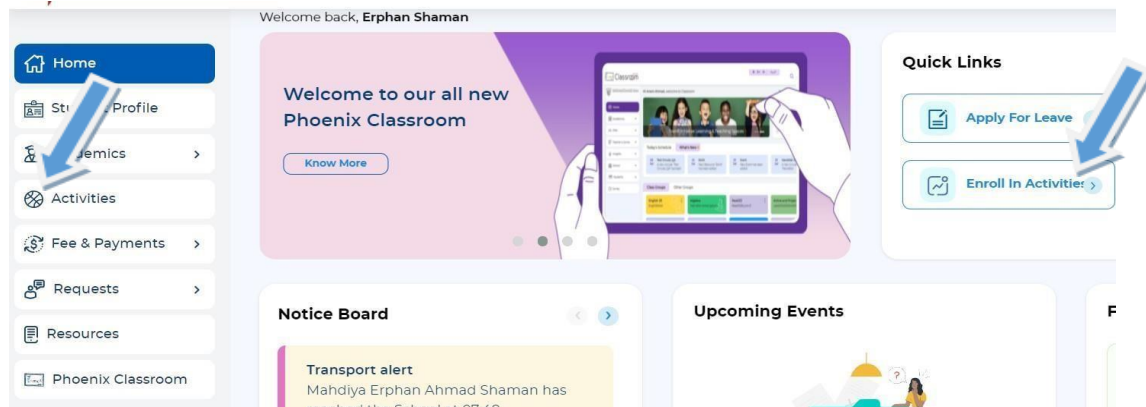 Welcome back, Erphan Shaman
Home
Profile
Activities
Fee & Payments
Requests
Resources
Phoenix Classroom
Welcome to our all new
Phoenix Classroom
Know More
Quick Links
Apply For Leave
Enroll In Activities
Notice Board
Transport alert
Mahdiya Erphan Ahmad Shaman has
Upcoming Events